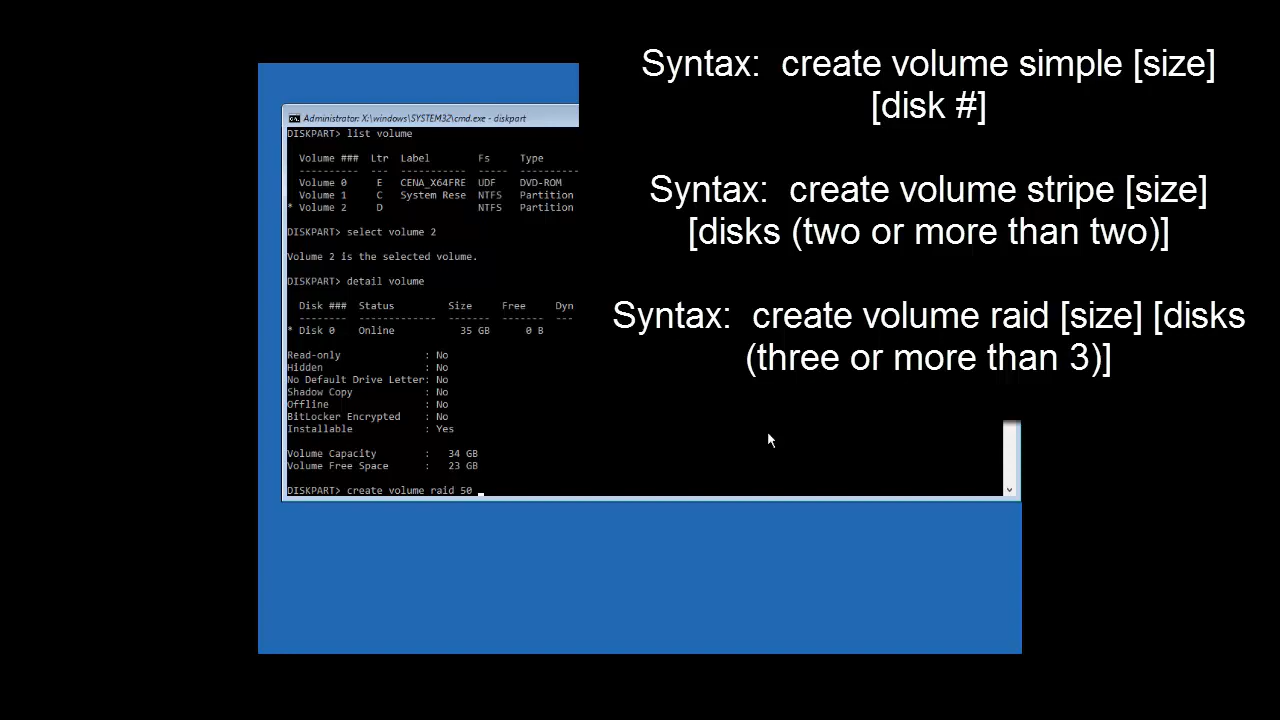 Syntax:  create volume simple [size]
[disk #]
Syntax:  create volume stripe [size]
[disks (two or more than two)]
Syntax:  create volume raid [size] [disks
(three or more than 3)]
Administrator: X:\windows\SYSTEM32\cmd.exe - diskpart
DISKPART> list volume
Volume ###  Ltr  Label        Fs     Type
----------  ---  -----------  -----  ----------
Volume 0     E   CENA_X64FRE  UDF    DVD-ROM
Volume 1     C   System Rese  NTFS   Partition
* Volume 2     D                NTFS   Partition
DISKPART> select volume 2
Volume 2 is the selected volume.
DISKPART> detail volume
Disk ###  Status         Size     Free     Dyn
--------  -------------  -------  -------  ---
* Disk 0    Online           35 GB      0 B
Read-only              : No
Hidden                 : No
No Default Drive Letter: No
Shadow Copy            : No
Offline                : No
BitLocker Encrypted    : No
Installable            : Yes
Volume Capacity        :   34 GB
Volume Free Space      :   23 GB
DISKPART> create volume raid 50 _